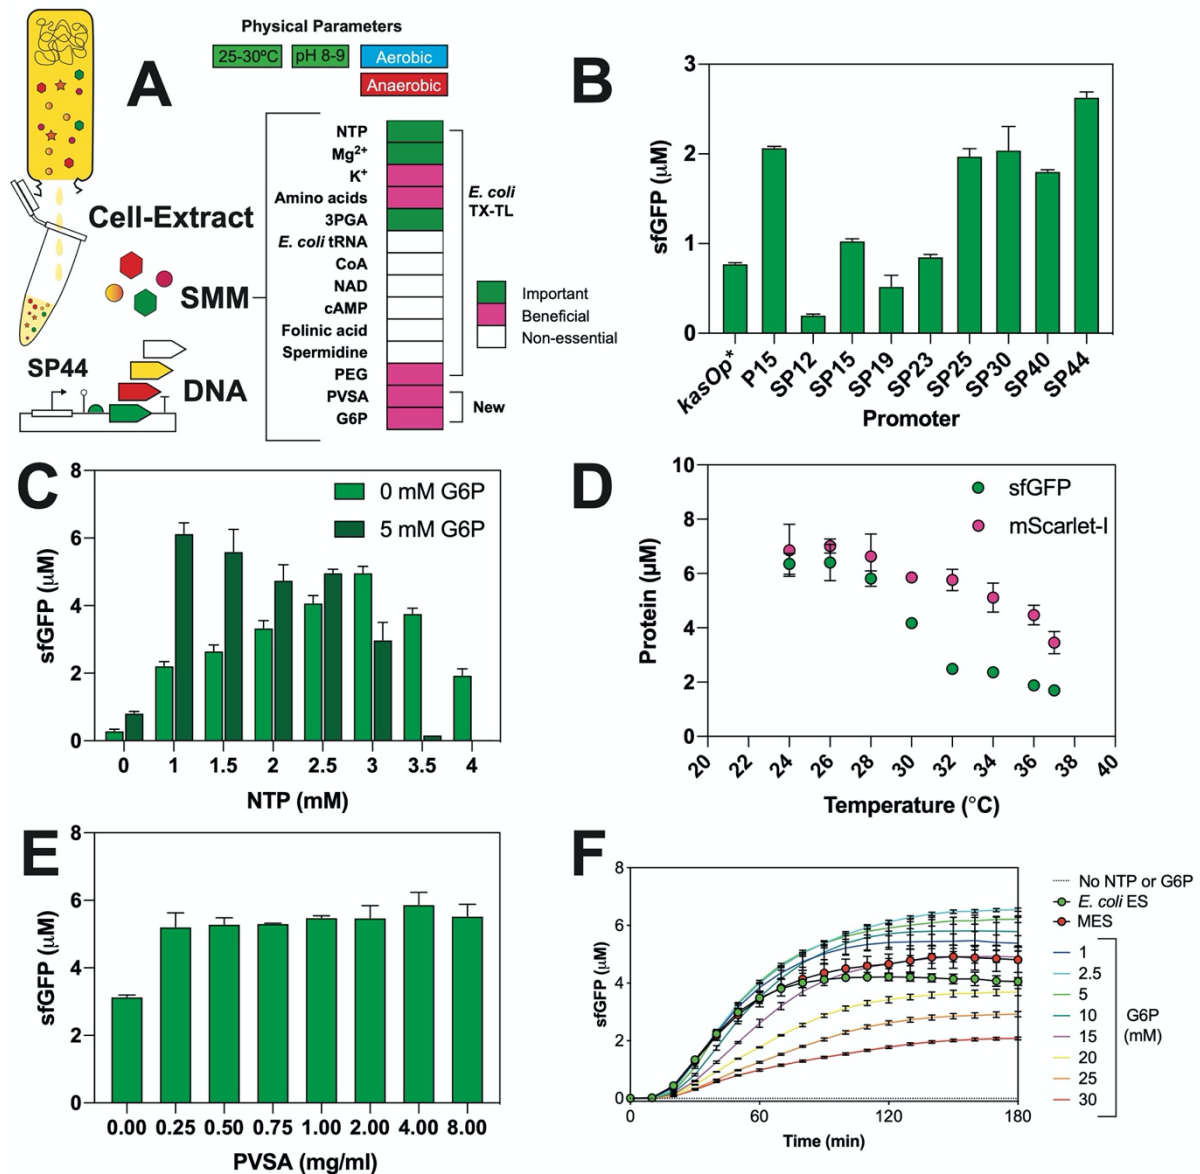 A
Physical Parameters
25-30ºC
pH 8-9
Aerobic
Anaerobic
Cell-Extract
SMM
SP44
DNA
NTP
Mg²⁺
K⁺
Amino acids
3PGA
E. coli tRNA
CoA
NAD
cAMP
Folinic acid
Spermidine
PEG
PVSA
G6P
E. coli
TX-TL
New
Important
Beneficial
Non-essential
B
sfGFP (μM)
3
2
1
0
kasOp*
P15
SP12
SP15
SP19
SP23
SP25
SP30
SP40
SP44
Promoter
C
sfGFP (μM)
8
6
4
2
0
0 mM G6P
5 mM G6P
0 1 1.5 2 2.5 3 3.5 4
NTP (mM)
D
Protein (μM)
10
8
6
4
2
0
sfGFP
mScarlet-I
20 22 24 26 28 30 32 34 36 38 40
Temperature (°C)
E
sfGFP (μM)
8
6
4
2
0
0.00 0.25 0.50 0.75 1.00 2.00 4.00 8.00
PVSA (mg/ml)
F
sfGFP (μM)
8
6
4
2
0
0 60 120 180
Time (min)
No NTP or G6P
E. coli ES
MES
1
2.5
5
10
15
20
25
30
G6P
(mM)